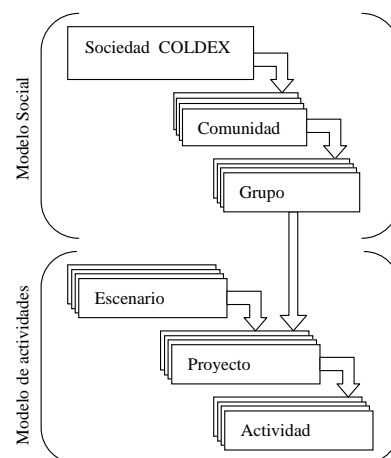 Modelo Social
Sociedad COLDEX
Comunidad
Grupo
Modelo de actividades
Escenario
Proyecto
Actividad